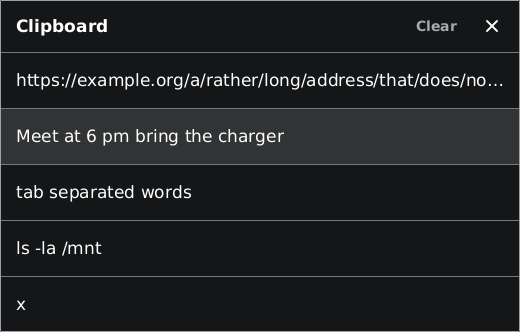 Clipboard Clear ✕
https://example.org/a/rather/long/address/that/does/no…
Meet at 6 pm bring the charger
tab separated words
ls -la /mnt
x